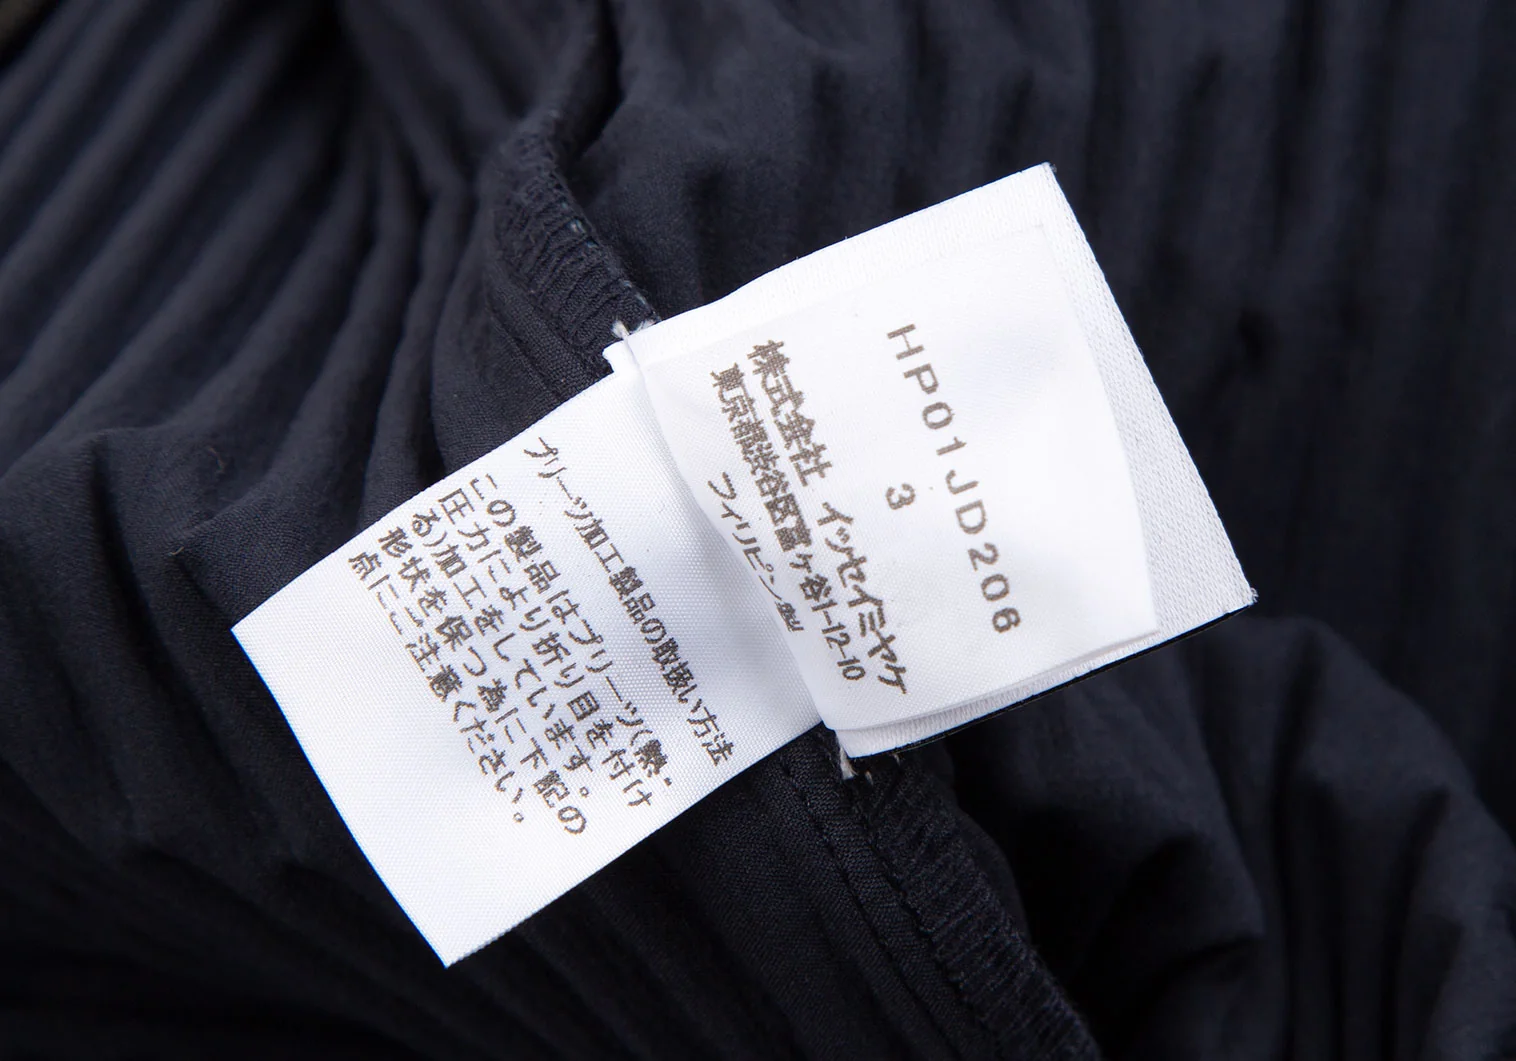 HP01JD206
3
株式会社 イッセイミヤケ
東京都渋谷区富ヶ谷1-12-10
フィリピン製
プリーツ加工製品の取扱い方法
この製品はプリーツ(熱・
圧力により折り目を付け
る)加工をしています。
形状を保つ為に下記の
点にご注意ください。